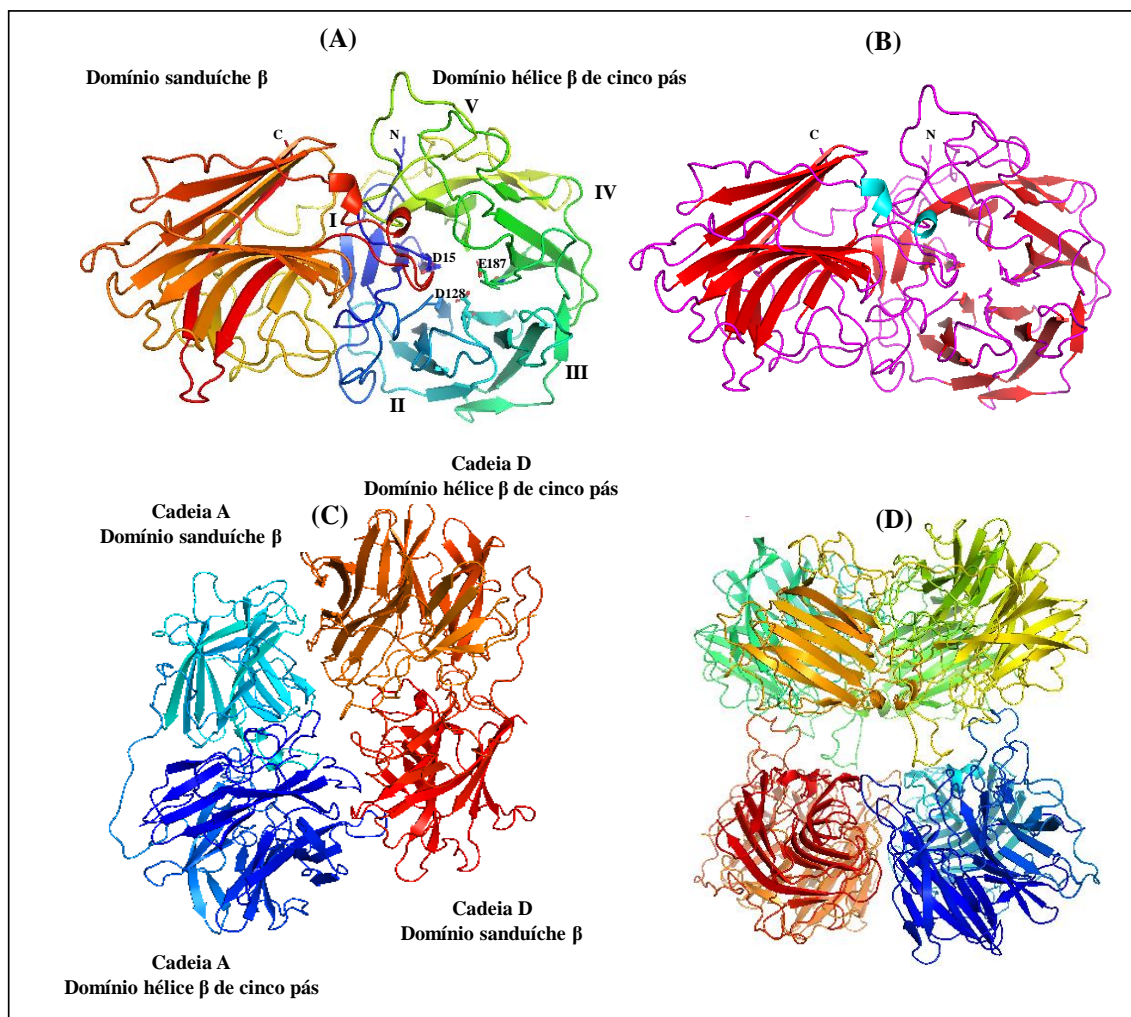 (A)
(B)
Domínio sanduíche β
Domínio hélice β de cinco pás
V
C
N
IV
I
D15
E187
D128
III
II
C
N
Cadeia D
Domínio hélice β de cinco pás
Cadeia A
Domínio sanduíche β
(C)
(D)
Cadeia D
Domínio sanduíche β
Cadeia A
Domínio hélice β de cinco pás